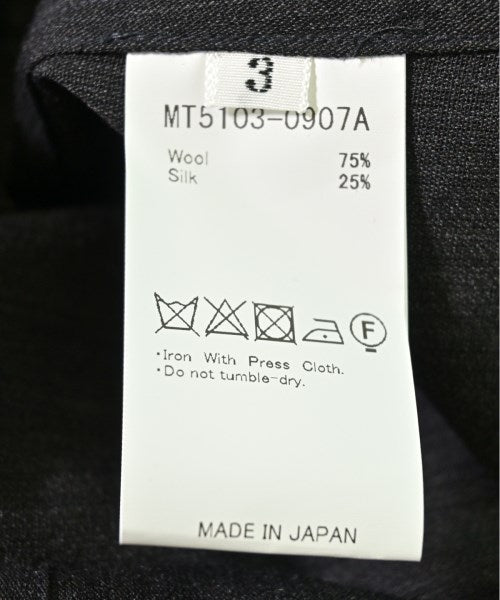 3
MT5103-0907A
Wool 75%
Silk 25%
F
・Iron With Press Cloth.
・Do not tumble-dry.
MADE IN JAPAN